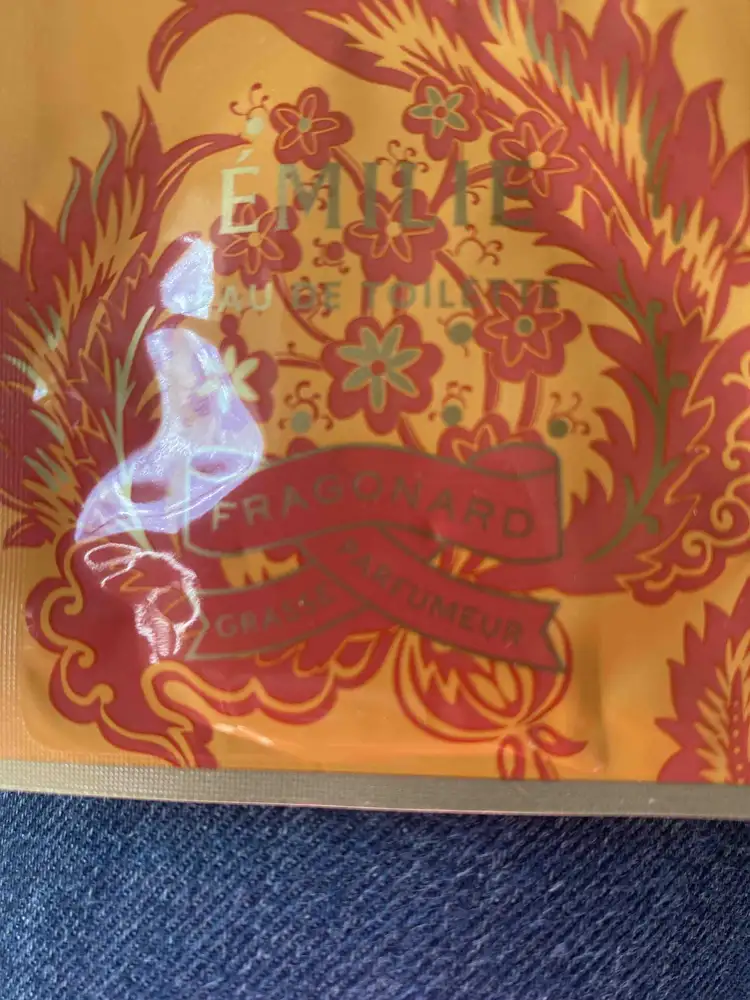 ÉMILIE
EAU DE TOILETTE
FRAGONARD
GRASSE PARFUMEUR